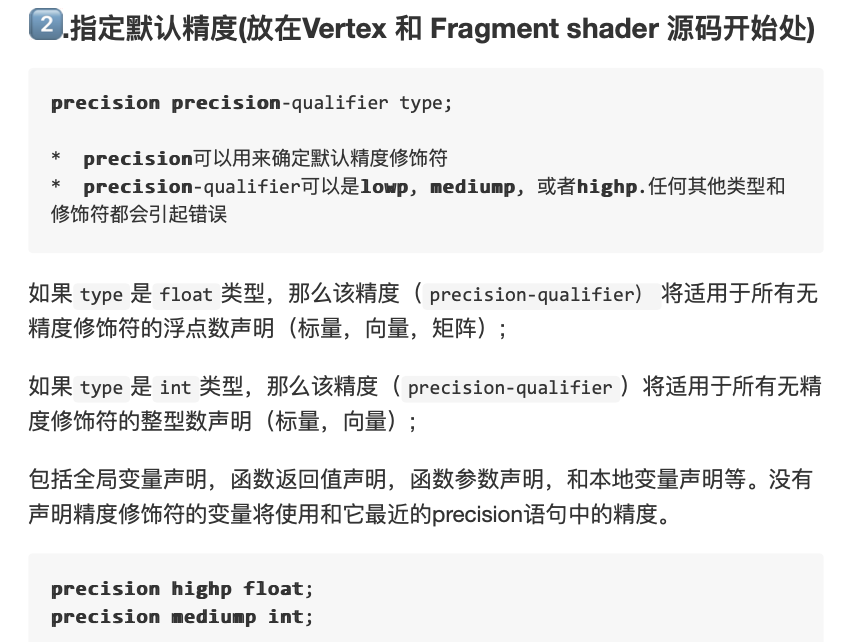 2️⃣.指定默认精度(放在Vertex 和 Fragment shader 源码开始处)
precision precision-qualifier type;
*  precision可以用来确定默认精度修饰符
*  precision-qualifier可以是lowp, mediump, 或者highp.任何其他类型和
修饰符都会引起错误
如果 type 是 float 类型，那么该精度（ precision-qualifier） 将适用于所有无
精度修饰符的浮点数声明（标量，向量，矩阵）;
如果 type 是 int 类型，那么该精度（ precision-qualifier ）将适用于所有无精
度修饰符的整型数声明（标量，向量）;
包括全局变量声明，函数返回值声明，函数参数声明，和本地变量声明等。没有
声明精度修饰符的变量将使用和它最近的precision语句中的精度。
precision highp float;
precision mediump int;